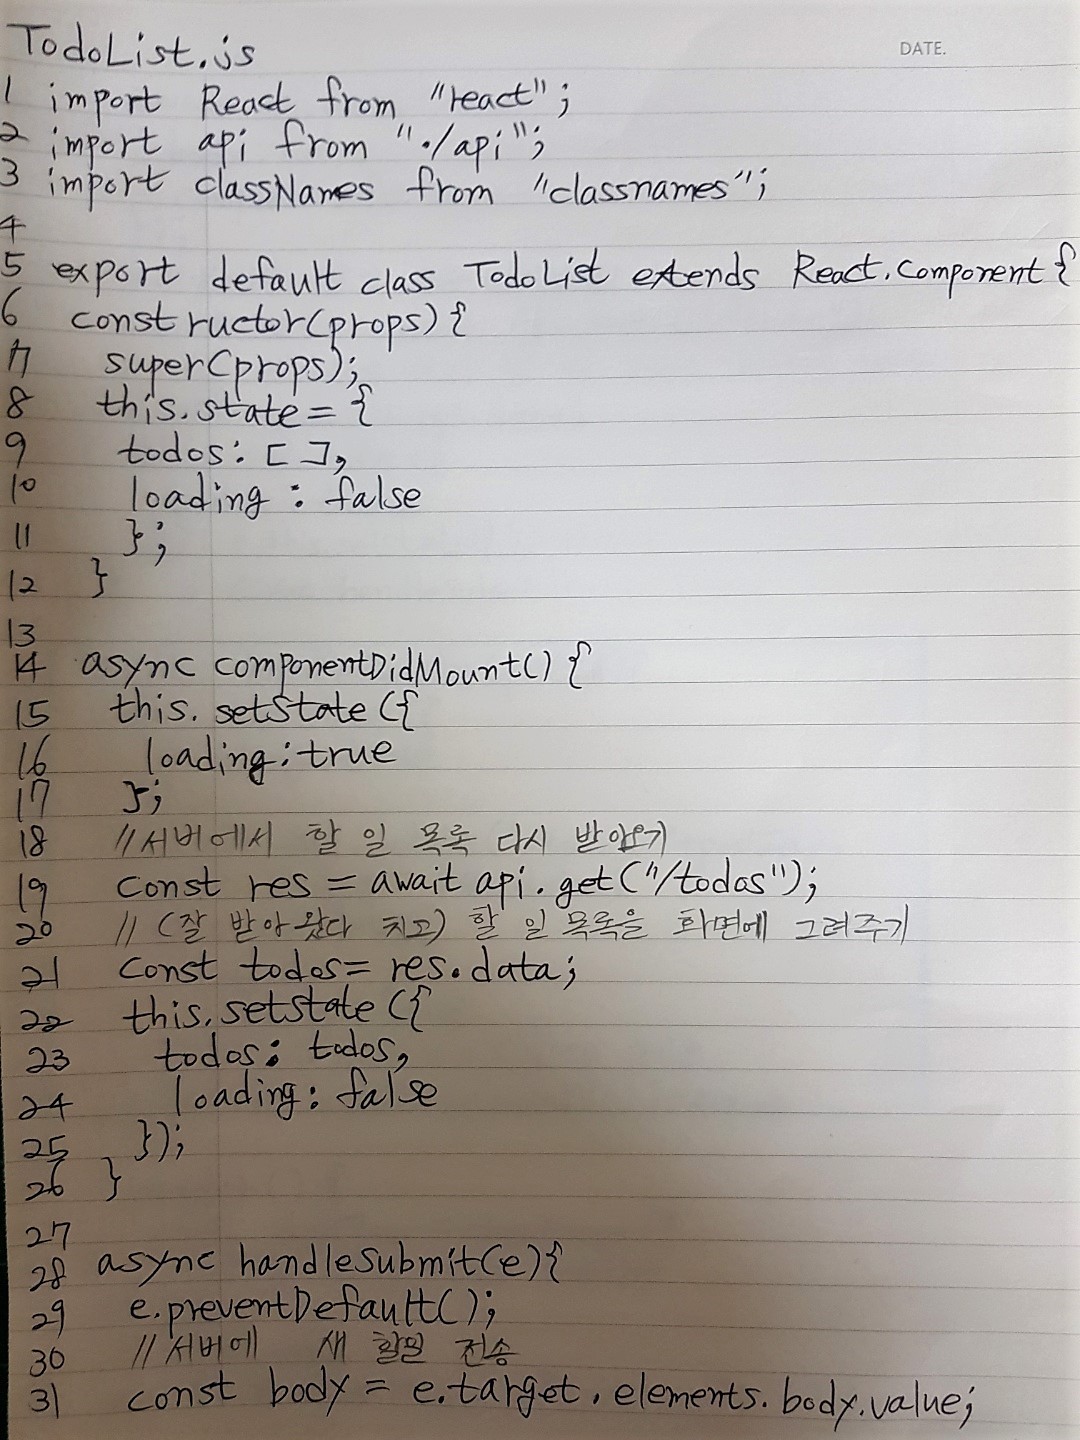 TodoList.js
DATE.
1 import React from "react";
2 import api from "./api";
3 import classNames from "classnames";
4
5 export default class TodoList extends React.Component {
6 constructor(props) {
7 super(props);
8 this.state = {
9 todos: [ ],
10 loading : false
11 };
12 }
13
14 async componentDidMount() {
15 this. setState ({
16 loading: true
17 };
18 // 서버에서 할 일 목록 다시 받아오기
19 const res = await api. get ("/todos");
20 // (잘 받아왔다 치고) 할 일 목록을 화면에 그려주기
21 const todos = res.data;
22 this.setState ({
23 todos: todos,
24 loading: false
25 });
26 }
27
28 async handleSubmit(e){
29 e.preventDefault();
30 // 서버에 새 할일 전송
31 const body = e.target. elements. body.value;